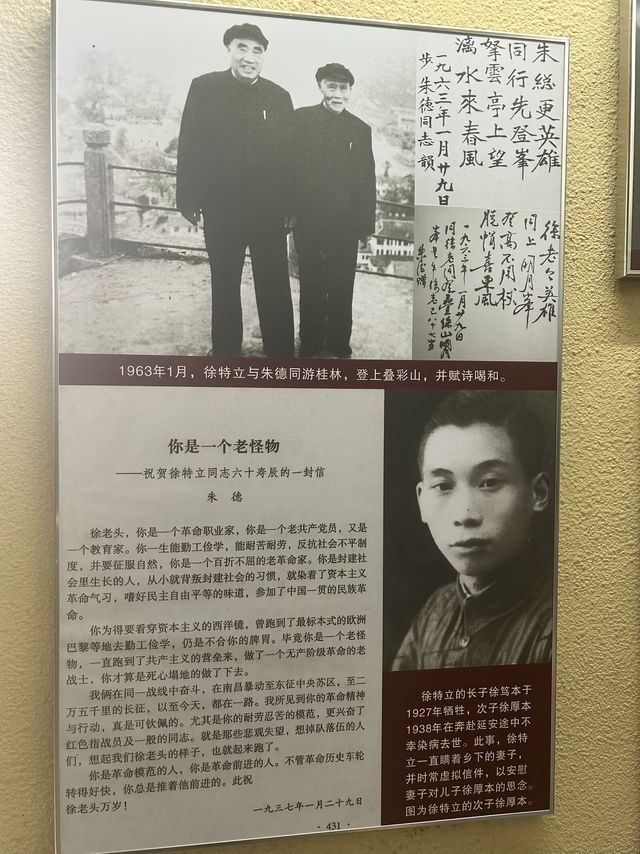 朱總更英雄
同行先登峯
拏雲亭上望
漓水來春風
一九六三年一月廿九日
步朱德同志韻
徐老老英雄
同上明月峯
登高不用杖
脱帽喜東風
一九六三年一月廿九日
1963年1月，徐特立与朱德同游桂林，登上叠彩山，并赋诗喝和。
你是一个老怪物
——祝贺徐特立同志六十寿辰的一封信
朱 德
徐老头，你是一个革命职业家，你是一个老共产党员，又是
一个教育家。你一生能勤工俭学，能耐苦耐劳，反抗社会不平制
度，并要征服自然，你是一个百折不屈的老革命家。你是封建社
会里生长的人，从小就背叛封建社会的习惯，就染着了资本主义
革命气习，嗜好民主自由平等的味道，参加了中国一贯的民族革
命。
你为得要看穿资本主义的西洋镜，曾跑到了最标本式的欧洲
巴黎等地去勤工俭学，仍是不合你的脾胃。毕竟你是一个老怪
物，一直跑到了共产主义的营垒来，做了一个无产阶级革命的老
战士，你才算是死心塌地的做了下去。
我俩在同一战线中奋斗，在南昌暴动至东征中央苏区，至二
万五千里的长征，以至今天，都在一路。我所见到你的革命精神
与行动，真是可钦佩的。尤其是你的耐劳忍苦的模范，更兴奋了
红色指战员及一般的同志。就是那些悲观失望，想掉队落伍的人
们，想起我们徐老头的样子，也就起来跑了。
你是革命模范的人，你是革命前进的人。不管革命历史车轮
转得好快，你总是推着他前进的。此祝
徐老头万岁！
一九三七年一月二十九日
· 431 ·
徐特立的长子徐笃本于
1927年牺牲，次子徐厚本
1938年在奔赴延安途中不
幸染病去世。此事，徐特
立一直瞒着乡下的妻子，
并时常虚拟信件，以安慰
妻子对儿子徐厚本的思念。
图为徐特立的次子徐厚本。